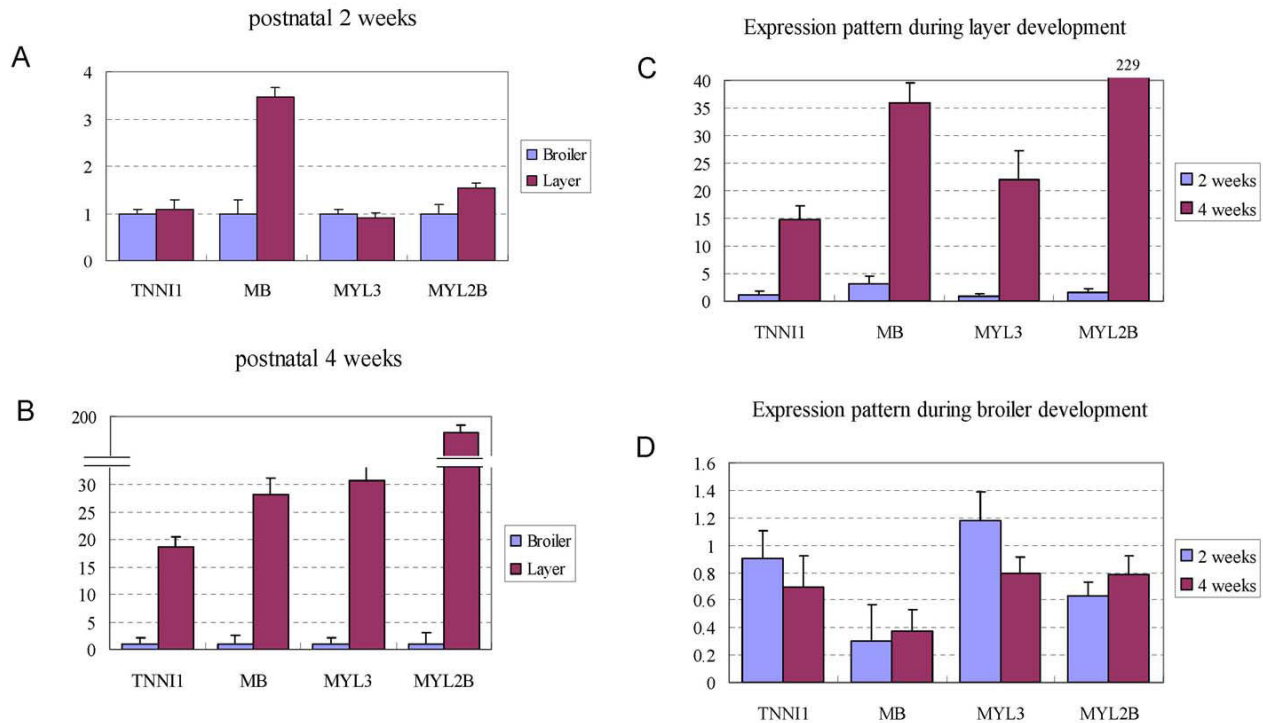 postnatal 2 weeks
A
4
3
2
1
0
TNNI1 MB MYL3 MYL2B
Broiler
Layer
postnatal 4 weeks
B
200
30
25
20
15
10
5
0
TNNI1 MB MYL3 MYL2B
Broiler
Layer
Expression pattern during layer development
C
229
40
35
30
25
20
15
10
5
0
TNNI1 MB MYL3 MYL2B
2 weeks
4 weeks
Expression pattern during broiler development
D
1.6
1.4
1.2
1
0.8
0.6
0.4
0.2
0
TNNI1 MB MYL3 MYL2B
2 weeks
4 weeks